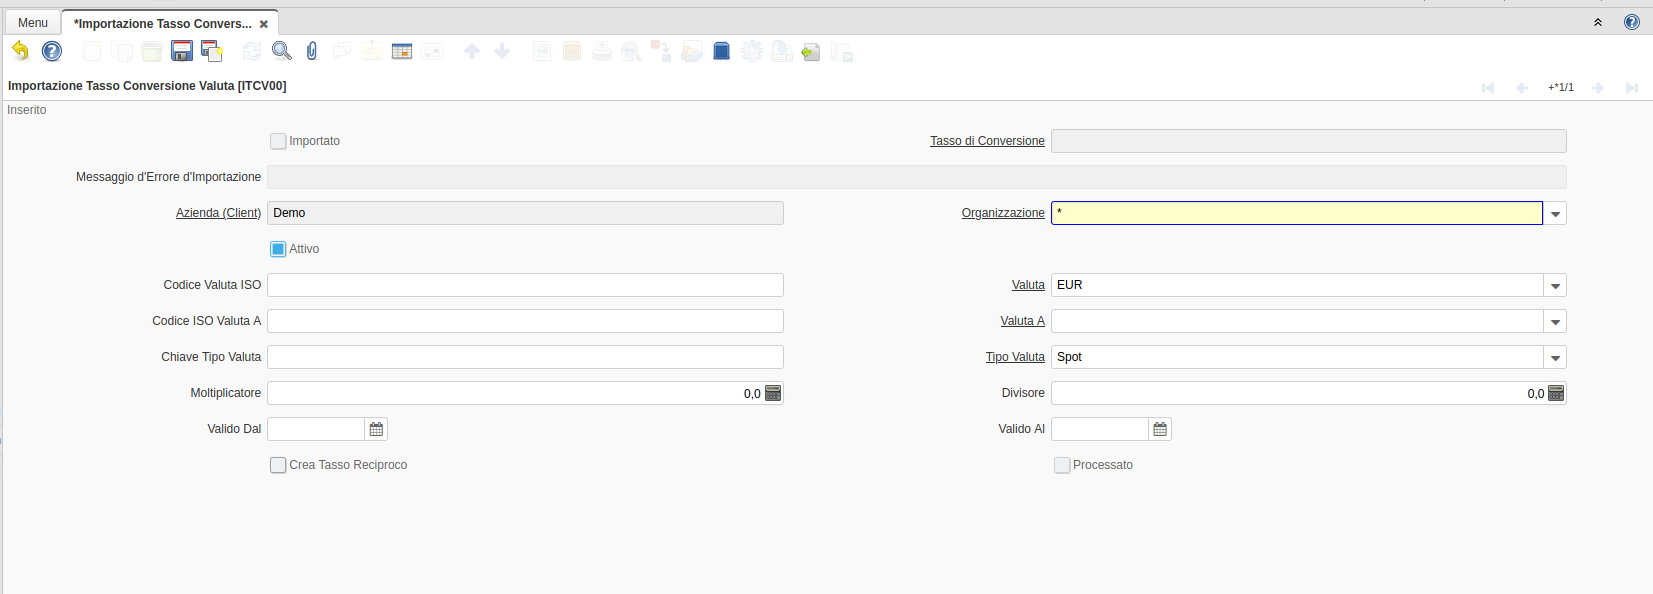 Menu *Importazione Tasso Convers...
Importazione Tasso Conversione Valuta [ITCV00] +*1/1
Inserito
Importato Tasso di Conversione
Messaggio d'Errore d'Importazione
Azienda (Client) Demo Organizzazione *
Attivo
Codice Valuta ISO Valuta EUR
Codice ISO Valuta A Valuta A
Chiave Tipo Valuta Tipo Valuta Spot
Moltiplicatore 0,0 Divisore 0,0
Valido Dal Valido Al
Crea Tasso Reciproco Processato